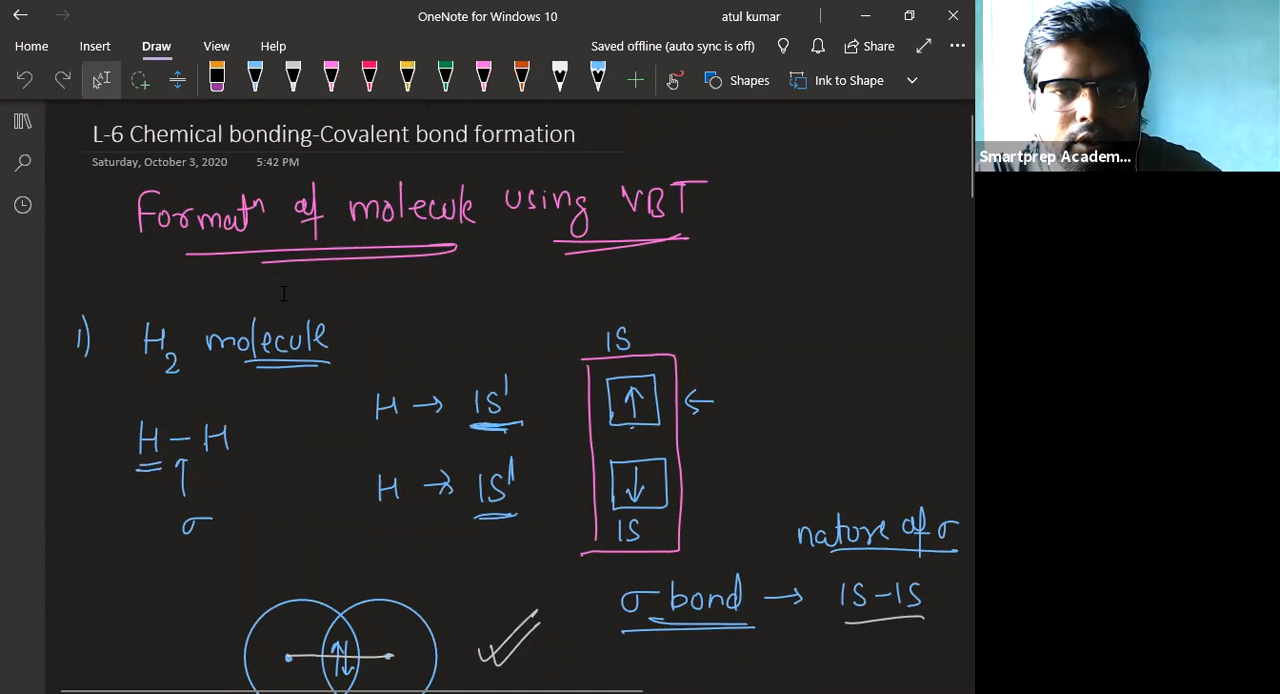 OneNote for Windows 10
atul kumar
Home Insert Draw View Help
Saved offline (auto sync is off)
Share
Shapes
Ink to Shape
L-6 Chemical bonding-Covalent bond formation
Saturday, October 3, 2020 5:42 PM
Smartprep Academ...
Formatⁿ of molecule using VBT
1) H₂ molecule
1S
H → 1S¹
↑ ←
H – H
H → 1S¹
↓
↑
σ
1S
nature of σ
σ bond → 1S – 1S
↑↓